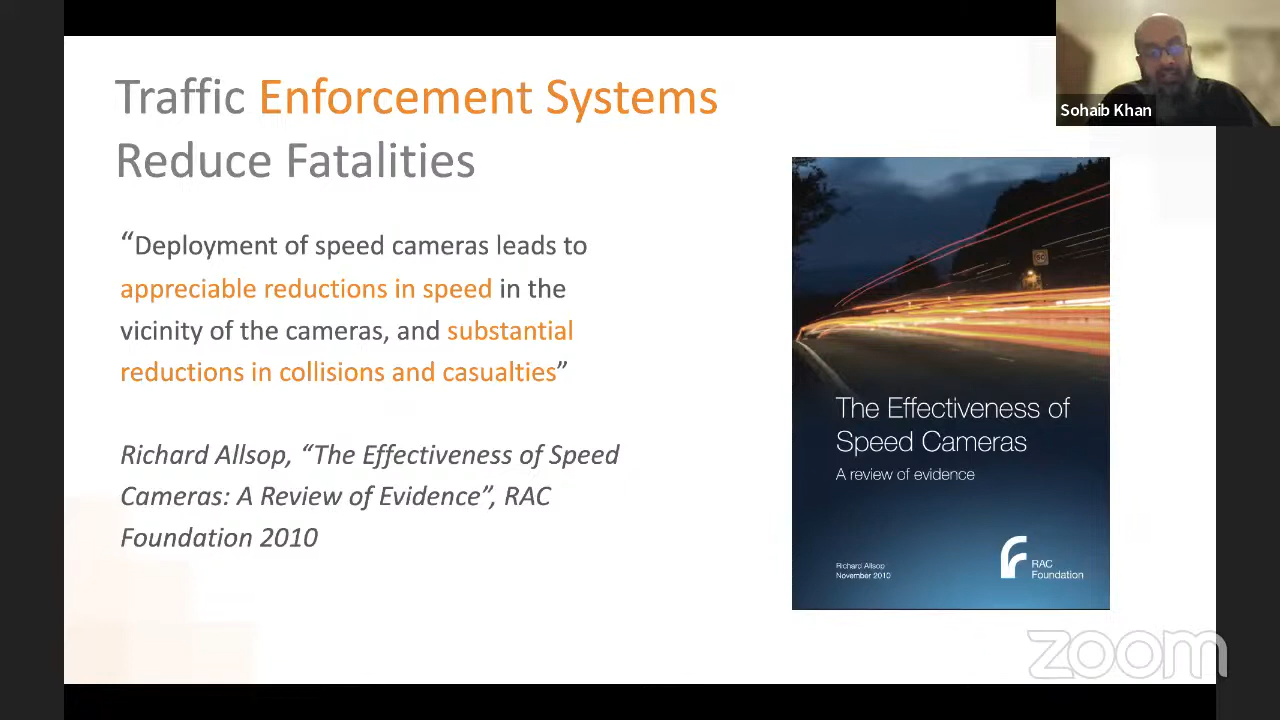 Traffic Enforcement Systems
Reduce Fatalities
“Deployment of speed cameras leads to
appreciable reductions in speed in the
vicinity of the cameras, and substantial
reductions in collisions and casualties”
Richard Allsop, “The Effectiveness of Speed
Cameras: A Review of Evidence”, RAC
Foundation 2010
Sohaib Khan
The Effectiveness of
Speed Cameras
A review of evidence
Richard Allsop
November 2010
RAC
Foundation
zoom